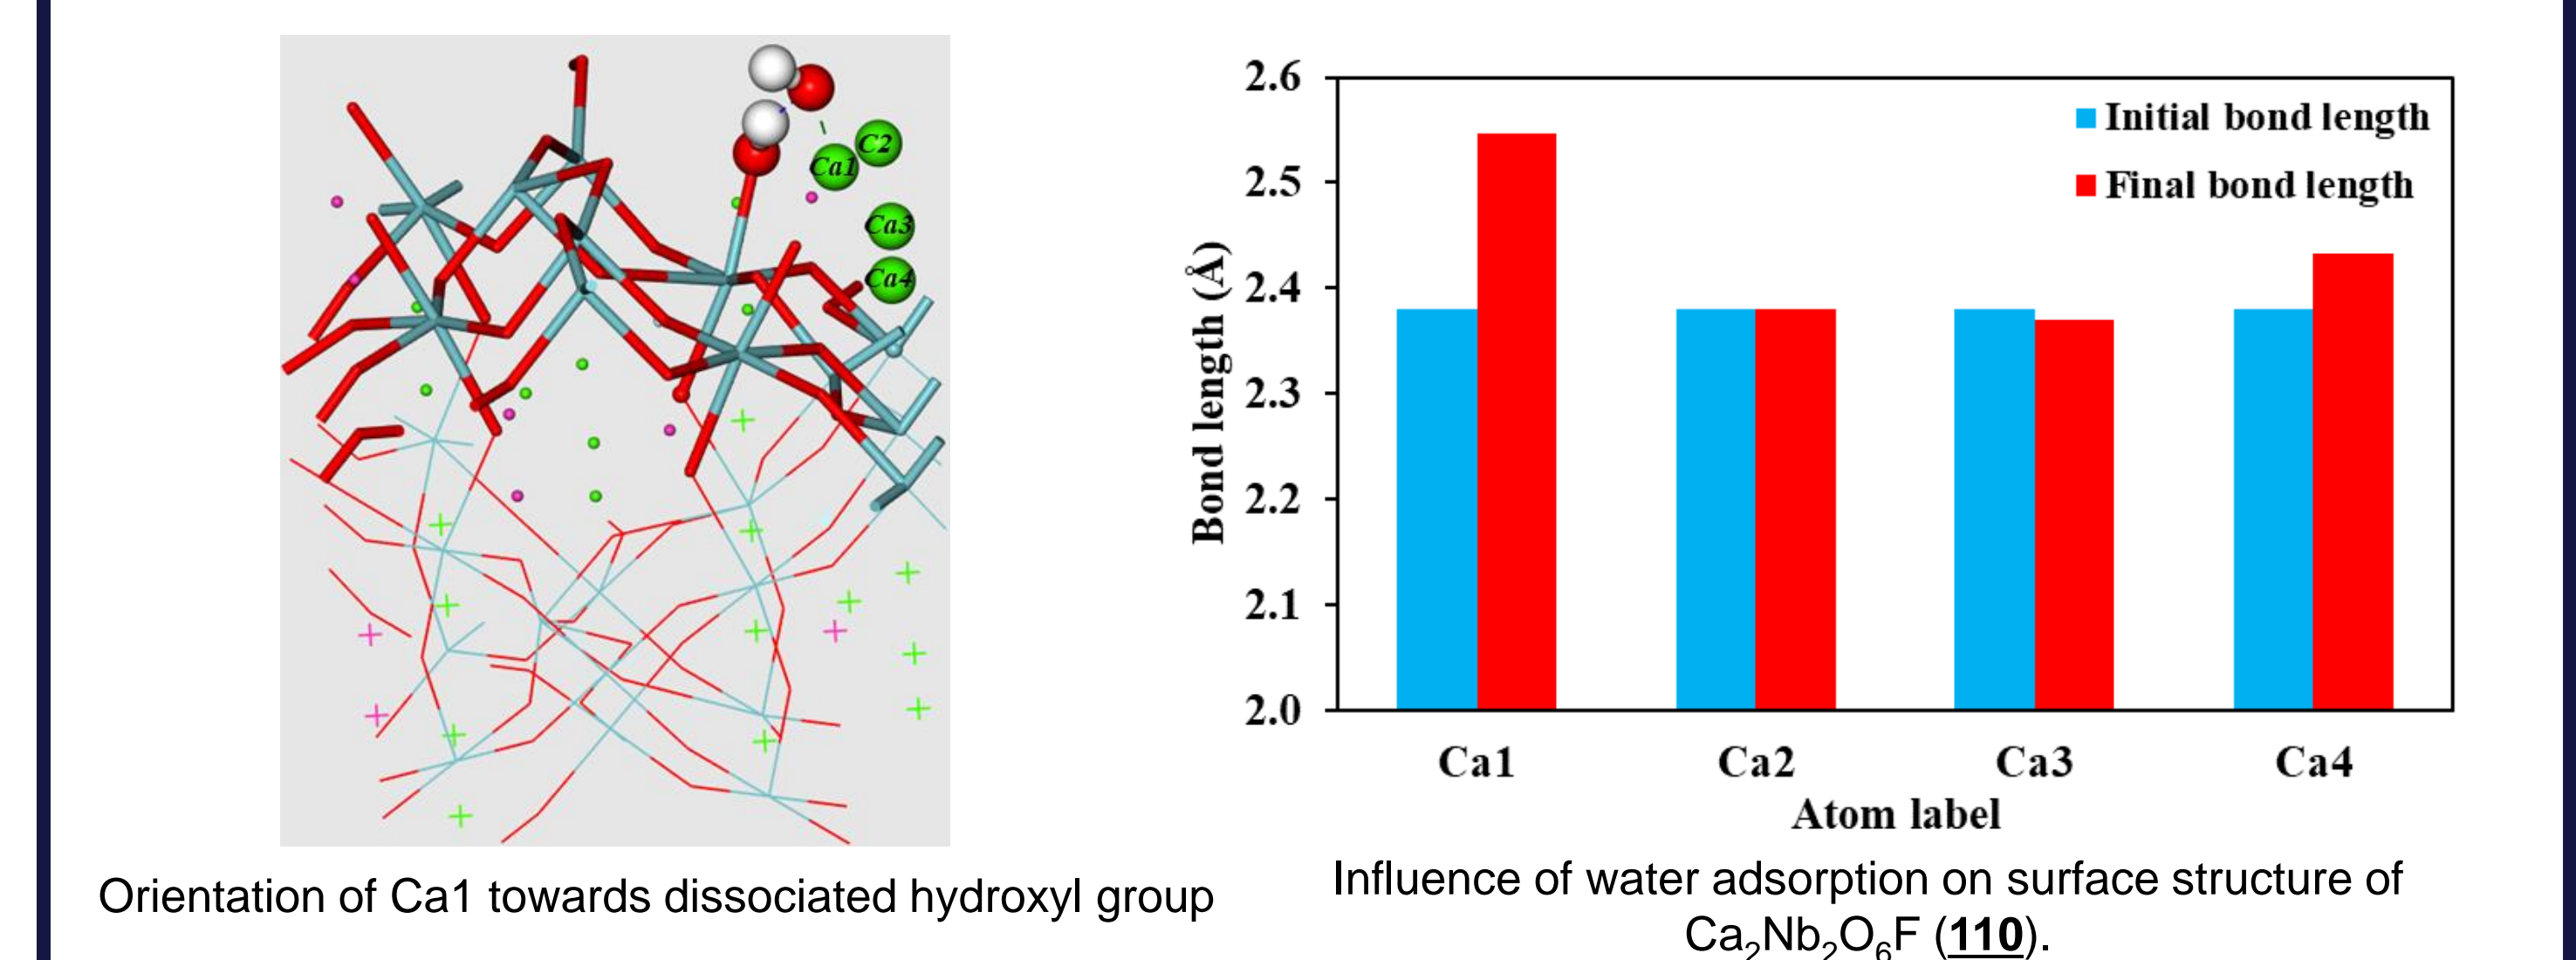 C2
Ca1
Ca3
Ca4
Orientation of Ca1 towards dissociated hydroxyl group
2.6
2.5
2.4
2.3
2.2
2.1
2.0
Bond length (Å)
Initial bond length
Final bond length
Ca1 Ca2 Ca3 Ca4
Atom label
Influence of water adsorption on surface structure of
Ca₂Nb₂O₆F (110).